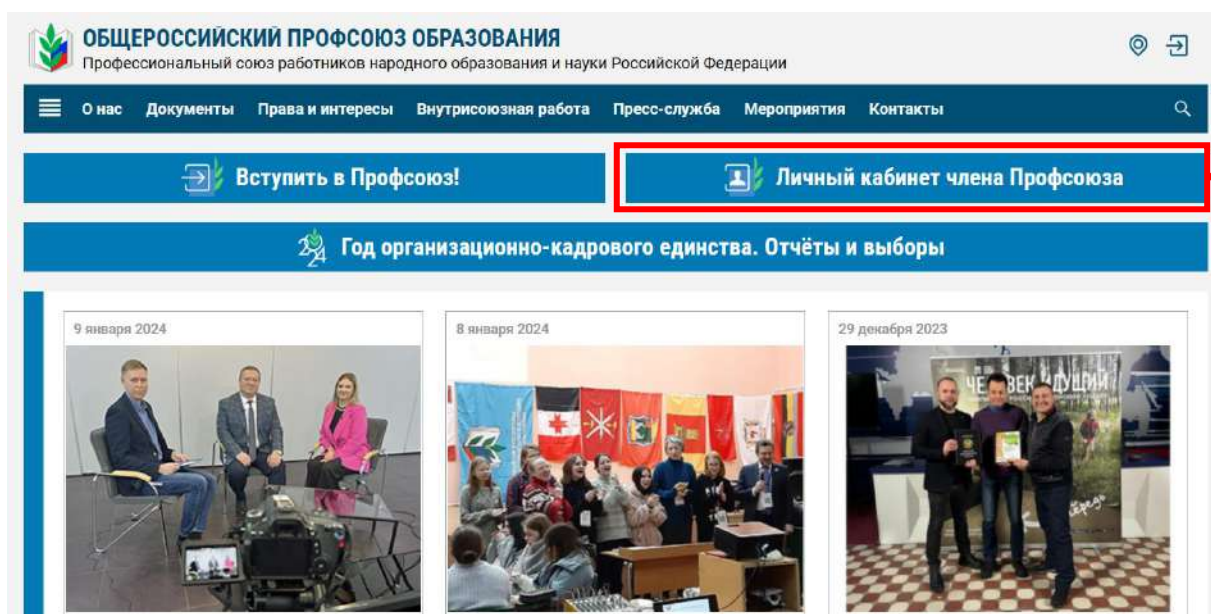 ОБЩЕРОССИЙСКИЙ ПРОФСОЮЗ ОБРАЗОВАНИЯ
Профессиональный союз работников народного образования и науки Российской Федерации
О нас Документы Права и интересы Внутрисоюзная работа Пресс-служба Мероприятия Контакты
Вступить в Профсоюз!
Личный кабинет члена Профсоюза
2024 Год организационно-кадрового единства. Отчёты и выборы
9 января 2024
8 января 2024
29 декабря 2023